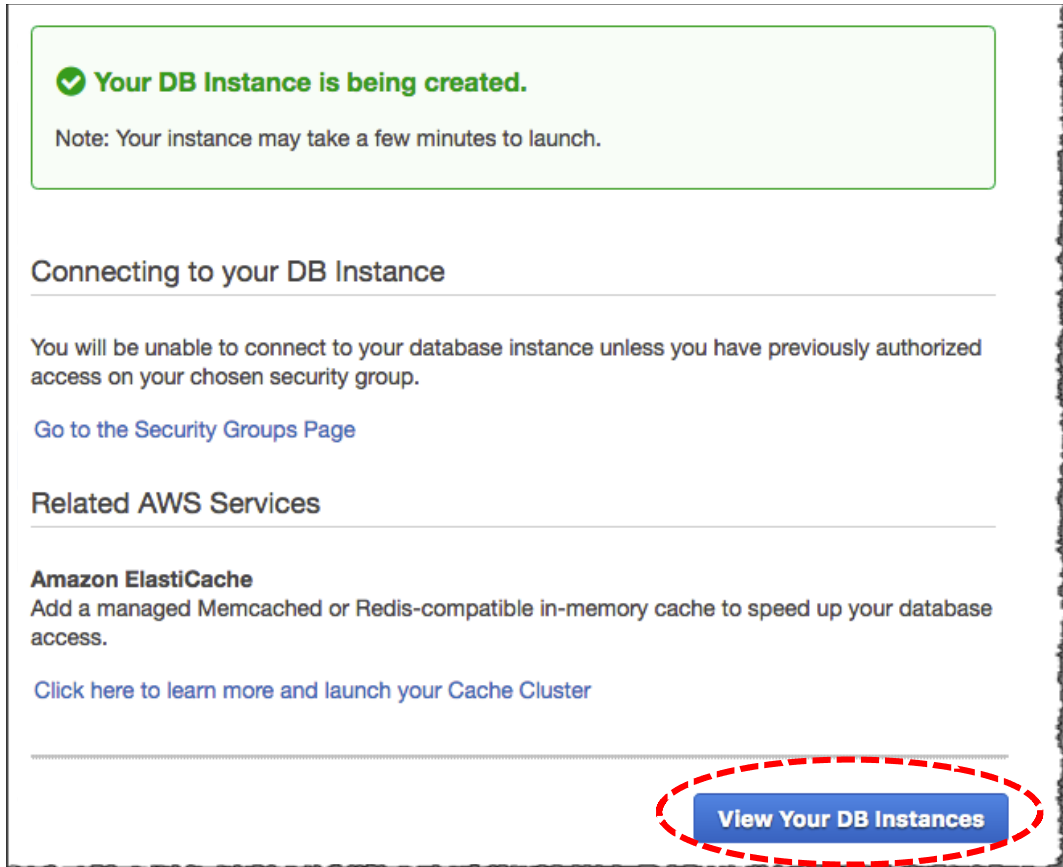 Your DB Instance is being created.
Note: Your instance may take a few minutes to launch.
Connecting to your DB Instance
You will be unable to connect to your database instance unless you have previously authorized
access on your chosen security group.
Go to the Security Groups Page
Related AWS Services
Amazon ElastiCache
Add a managed Memcached or Redis-compatible in-memory cache to speed up your database
access.
Click here to learn more and launch your Cache Cluster
View Your DB Instances